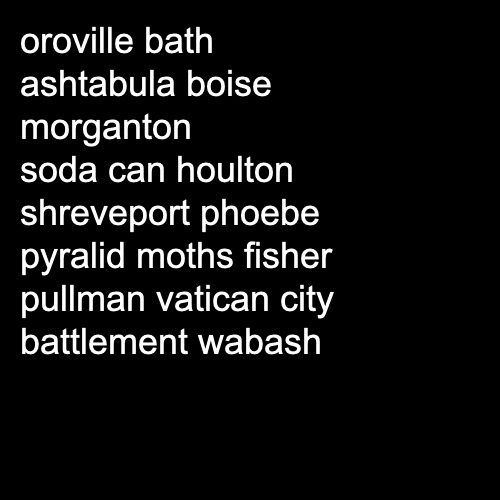 oroville bath
ashtabula boise
morganton
soda can houlton
shreveport phoebe
pyralid moths fisher
pullman vatican city
battlement wabash